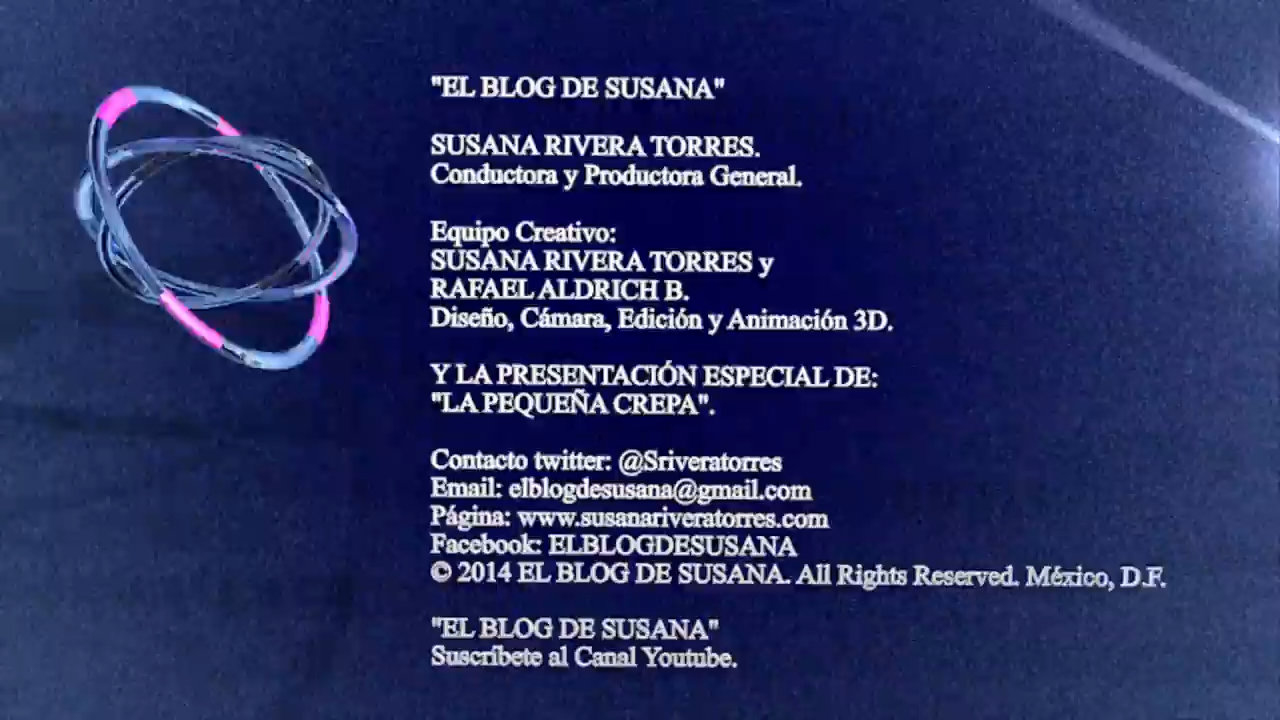 "EL BLOG DE SUSANA"
SUSANA RIVERA TORRES.
Conductora y Productora General.
Equipo Creativo:
SUSANA RIVERA TORRES y
RAFAEL ALDRICH B.
Diseño, Cámara, Edición y Animación 3D.
Y LA PRESENTACIÓN ESPECIAL DE:
"LA PEQUEÑA CREPA".
Contacto twitter: @Sriveratorres
Email: elblogdesusana@gmail.com
Página: www.susanariveratorres.com
Facebook: ELBLOGDESUSANA
© 2014 EL BLOG DE SUSANA. All Rights Reserved. México, D.F.
"EL BLOG DE SUSANA"
Suscríbete al Canal Youtube.